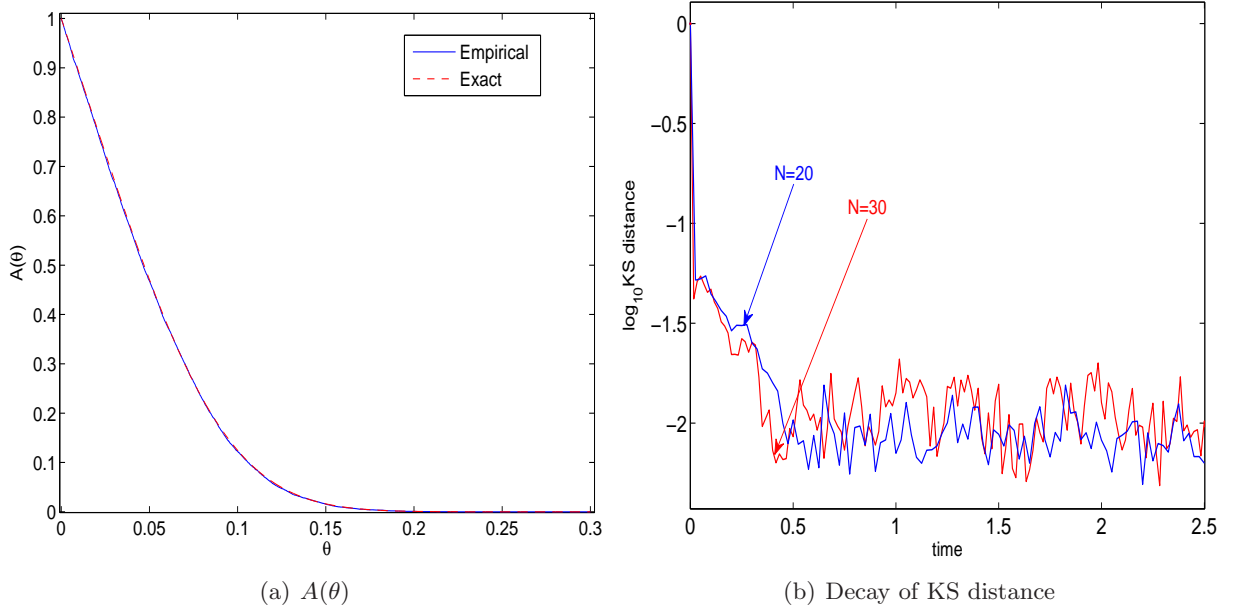 1
0.9
0.8
0.7
0.6
0.5
0.4
0.3
0.2
0.1
0
A(θ)
0
0.05
0.1
0.15
0.2
0.25
0.3
θ
Empirical
Exact
(a) A(θ)
0
−0.5
−1
−1.5
−2
log10KS distance
N=20
N=30
0
0.5
1
1.5
2
2.5
time
(b) Decay of KS distance